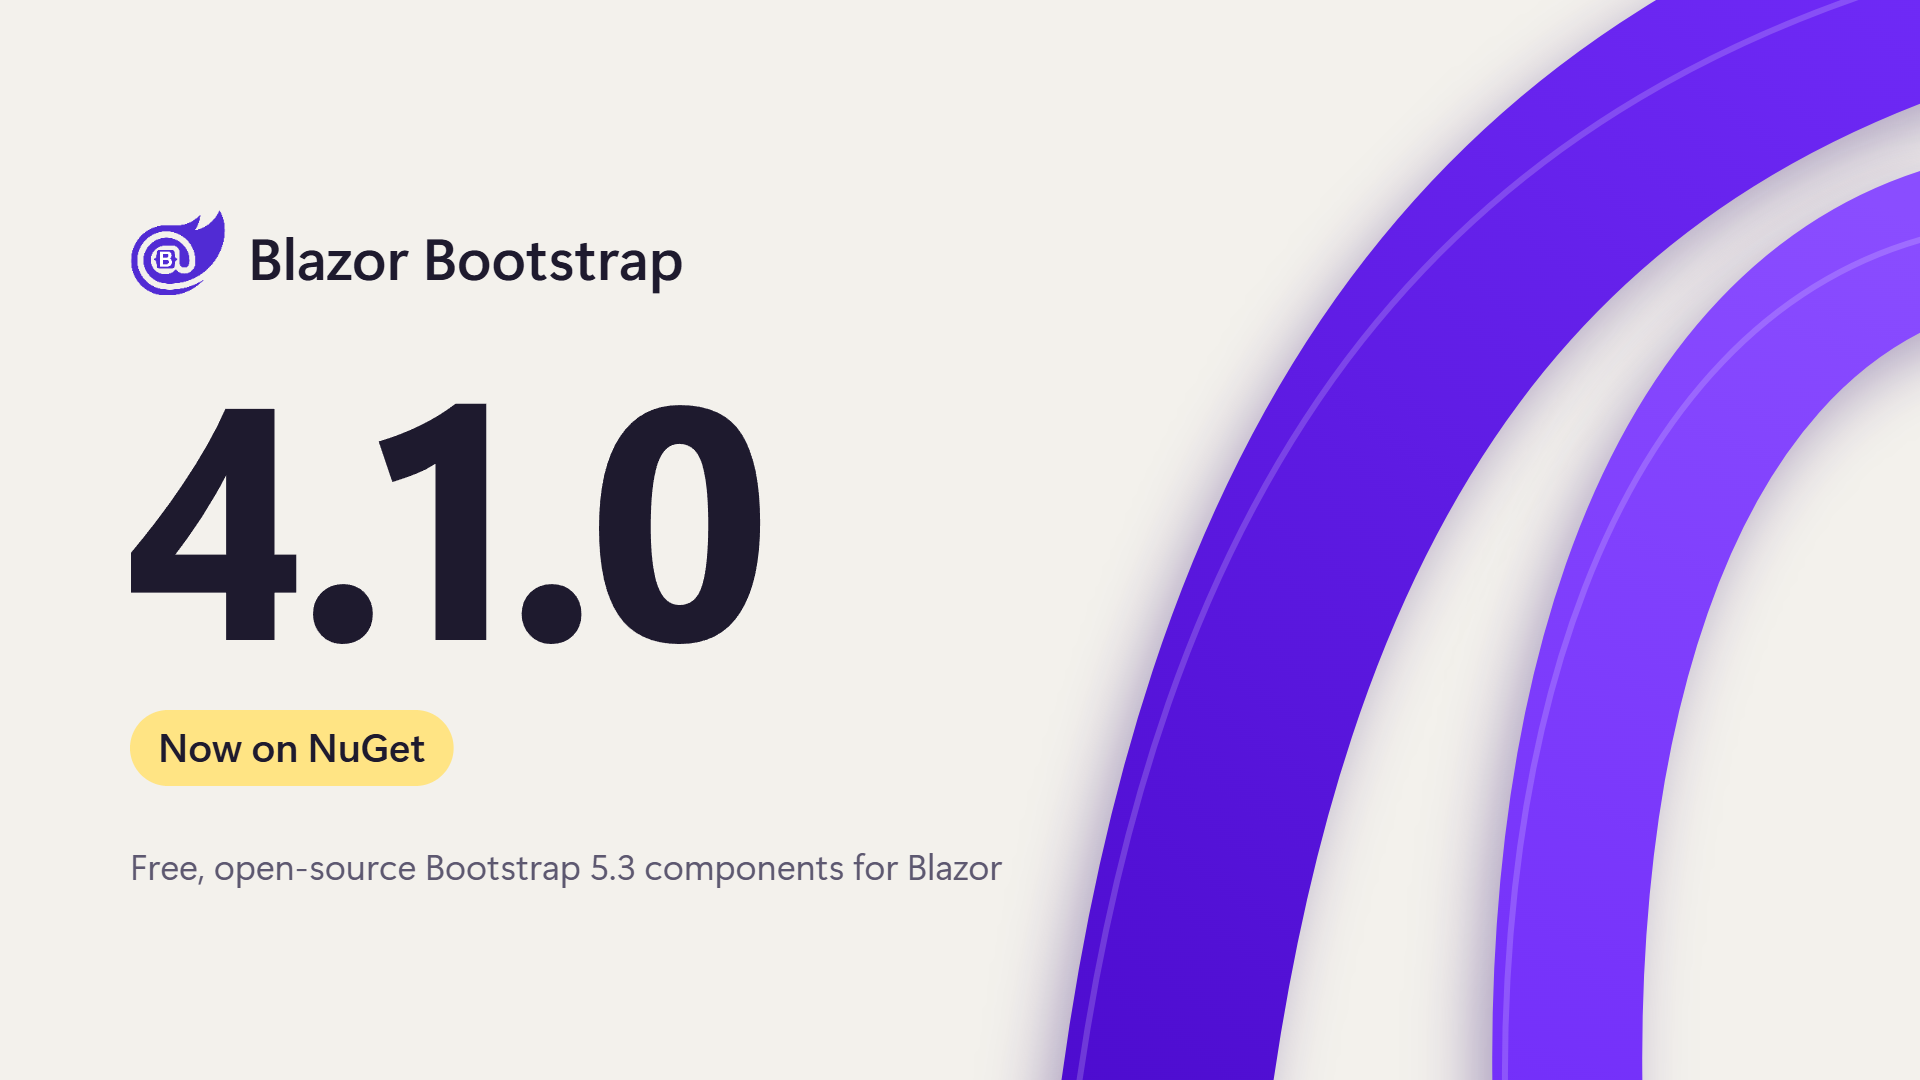 Blazor Bootstrap
4.1.0
Now on NuGet
Free, open-source Bootstrap 5.3 components for Blazor